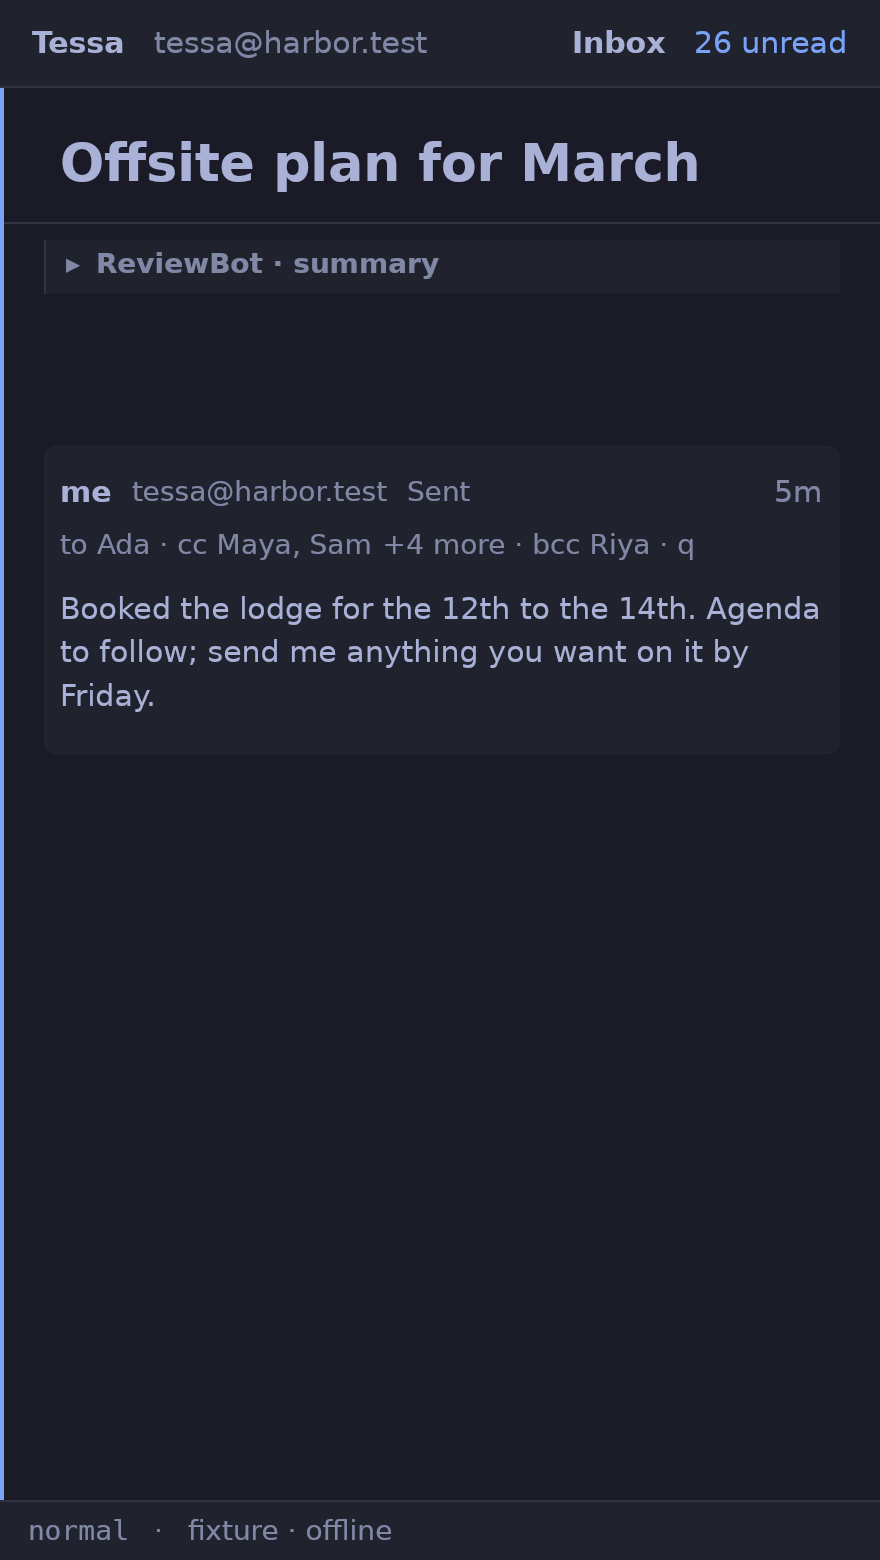 Tessa tessa@harbor.test Inbox 26 unread
Offsite plan for March
▸ ReviewBot · summary
me tessa@harbor.test Sent 5m
to Ada · cc Maya, Sam +4 more · bcc Riya · q
Booked the lodge for the 12th to the 14th. Agenda
to follow; send me anything you want on it by
Friday.
normal · fixture · offline